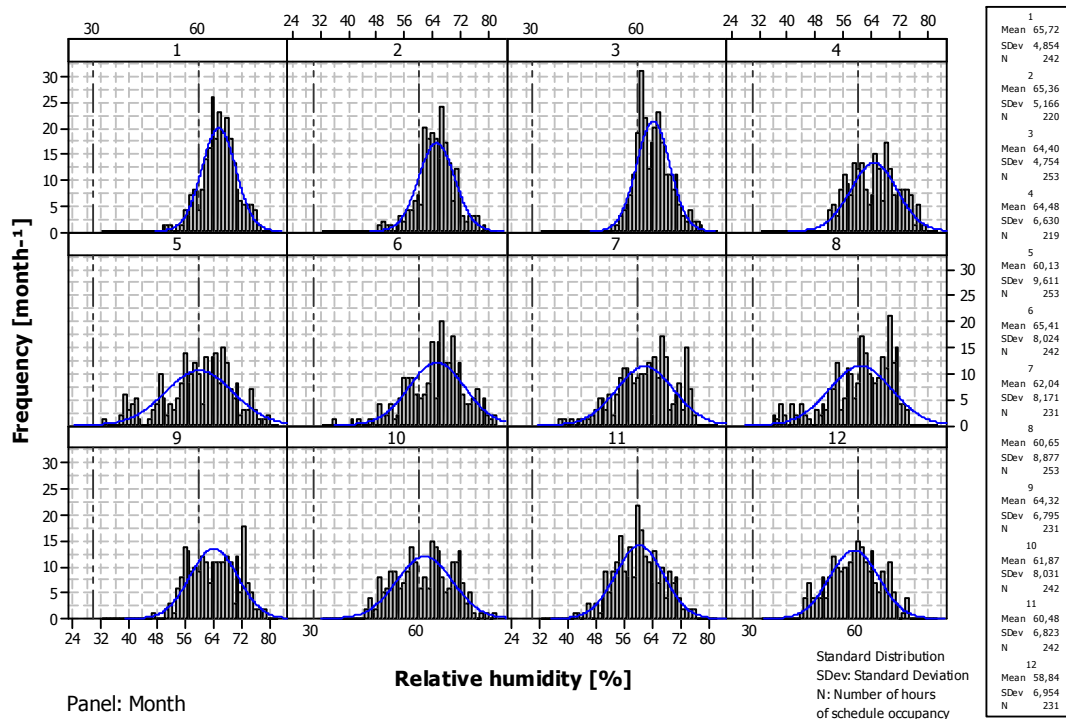 24 32 40 48 56 64 72 80 24 32 40 48 56 64 72 80
30 60 60
1 2 3 4
30
25
20
15
10
5
0
5 6 7 8
30
25
20
15
10
5
0
9 10 11 12
30
25
20
15
10
5
0
24 32 40 48 56 64 72 80 30 60 24 32 40 48 56 64 72 80 30 60
Frequency [month-¹]
Relative humidity [%]
Panel: Month
Standard Distribution
SDev: Standard Deviation
N: Number of hours
of schedule occupancy
1
Mean 65,72
SDev 4,854
N 242
2
Mean 65,36
SDev 5,166
N 220
3
Mean 64,40
SDev 4,754
N 253
4
Mean 64,48
SDev 6,630
N 219
5
Mean 60,13
SDev 9,611
N 253
6
Mean 65,41
SDev 8,024
N 242
7
Mean 62,04
SDev 8,171
N 231
8
Mean 60,65
SDev 8,877
N 253
9
Mean 64,32
SDev 6,795
N 231
10
Mean 61,87
SDev 8,031
N 242
11
Mean 60,48
SDev 6,823
N 242
12
Mean 58,84
SDev 6,954
N 231